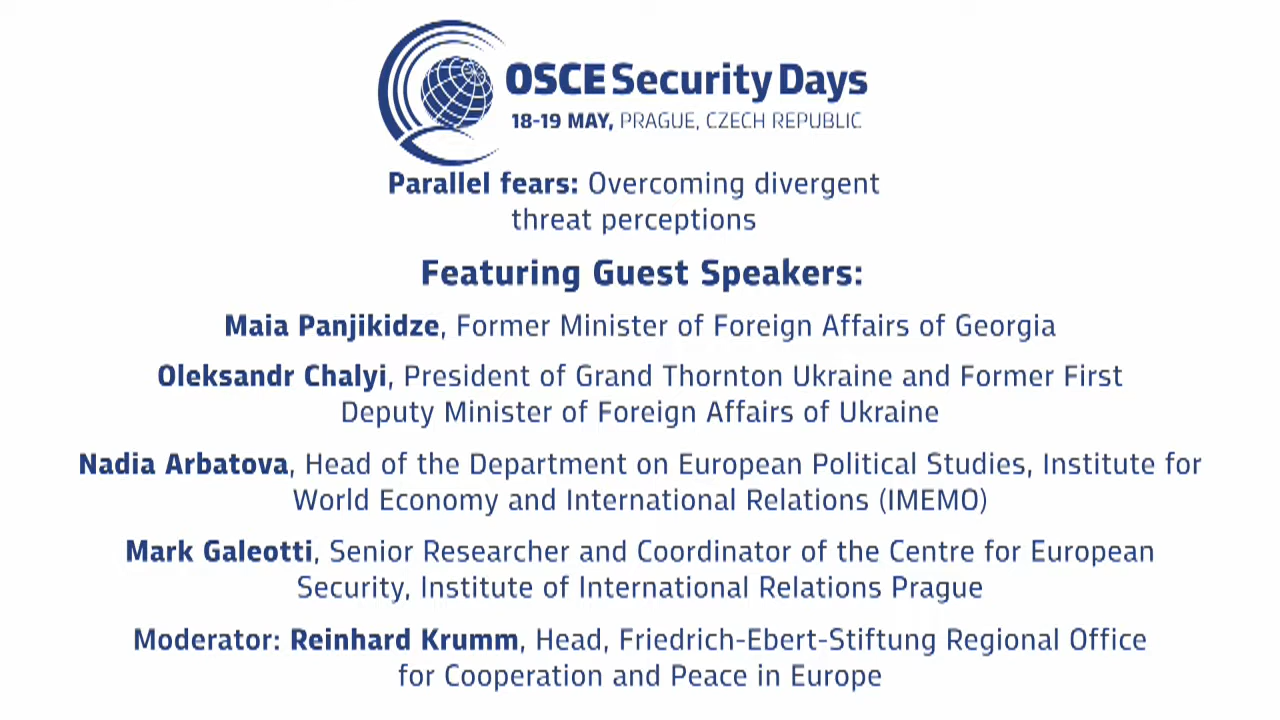 OSCE Security Days
18-19 MAY, PRAGUE, CZECH REPUBLIC
Parallel fears: Overcoming divergent
threat perceptions
Featuring Guest Speakers:
Maia Panjikidze, Former Minister of Foreign Affairs of Georgia
Oleksandr Chalyi, President of Grand Thornton Ukraine and Former First
Deputy Minister of Foreign Affairs of Ukraine
Nadia Arbatova, Head of the Department on European Political Studies, Institute for
World Economy and International Relations (IMEMO)
Mark Galeotti, Senior Researcher and Coordinator of the Centre for European
Security, Institute of International Relations Prague
Moderator: Reinhard Krumm, Head, Friedrich-Ebert-Stiftung Regional Office
for Cooperation and Peace in Europe